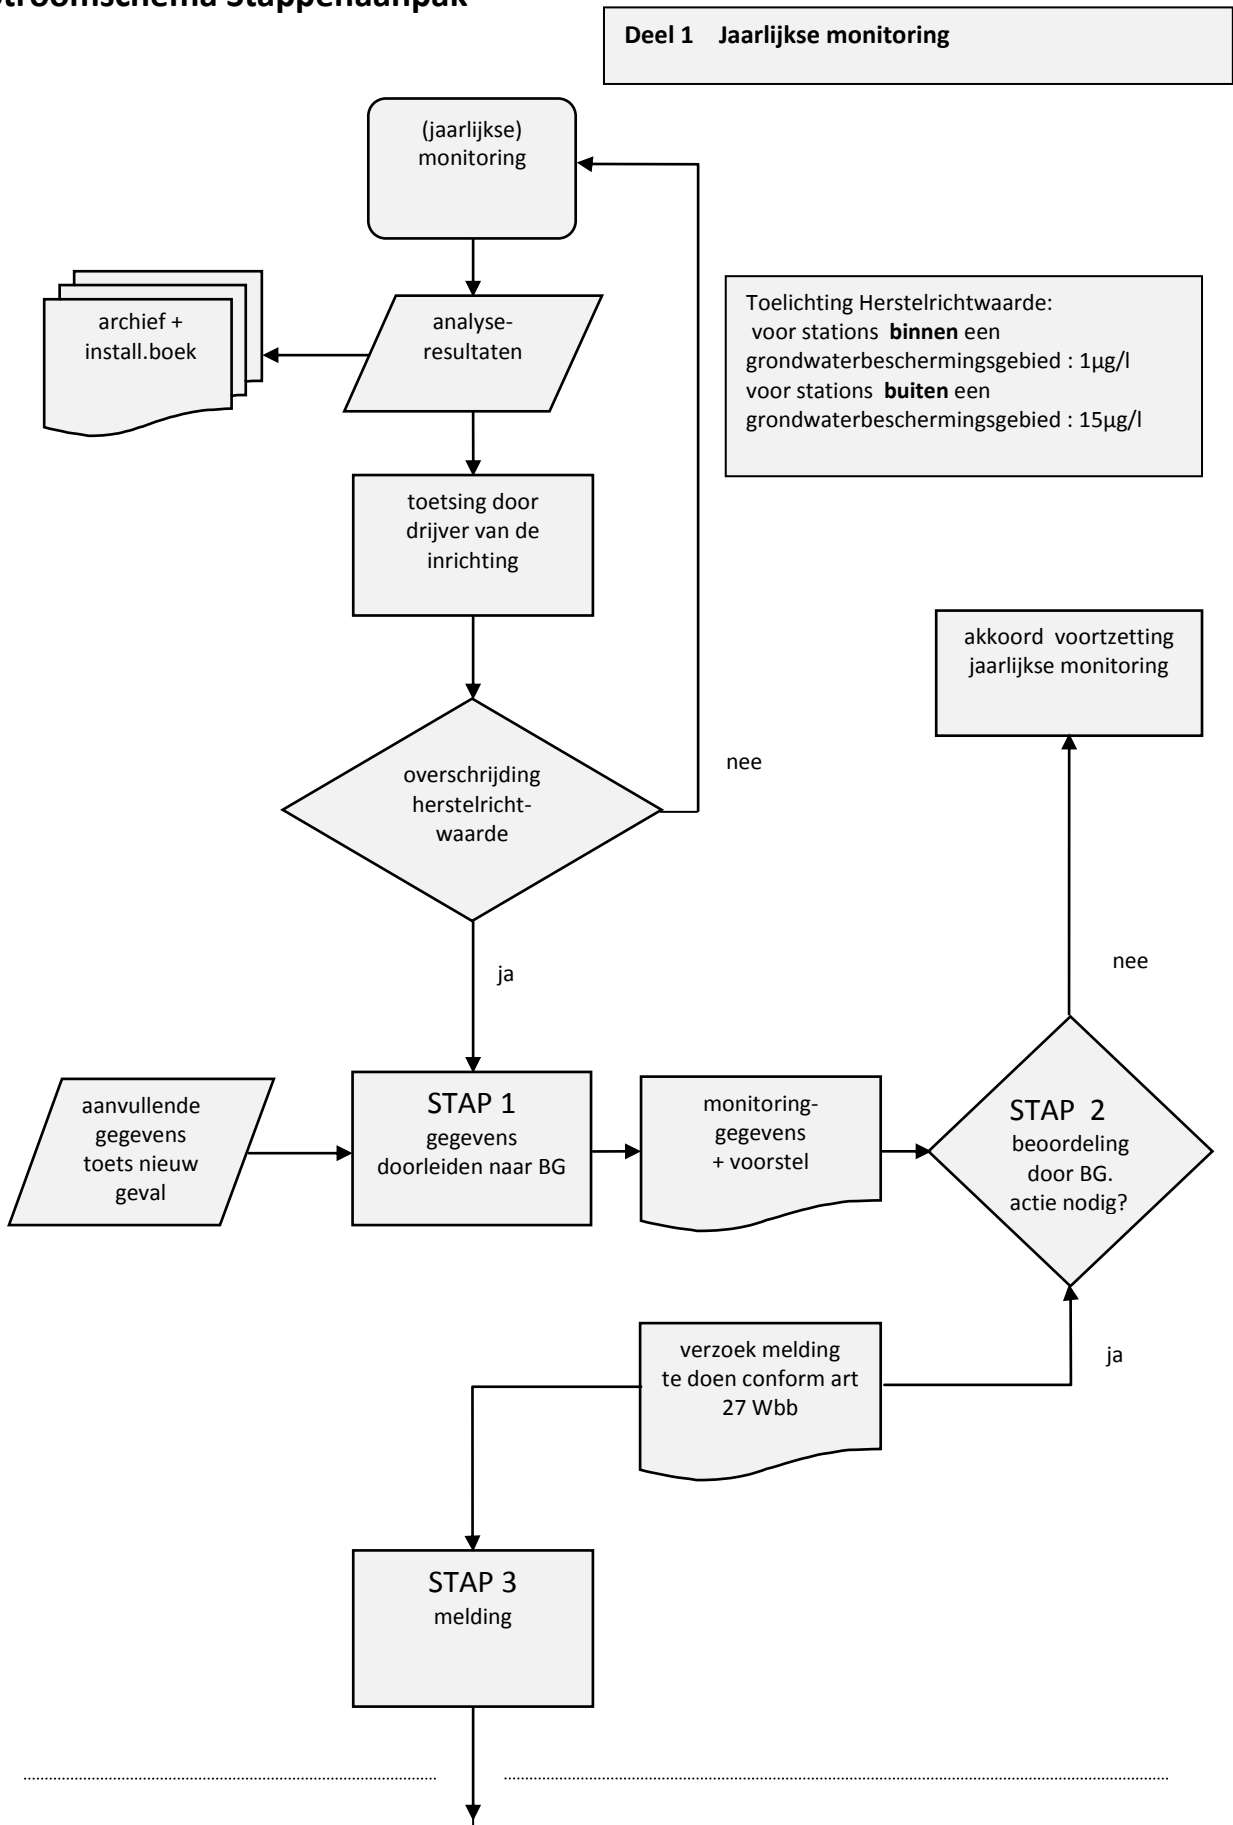 Stroomschema Stappenaanpak
Deel 1 Jaarlijkse monitoring
(jaarlijkse)
monitoring
archief +
install.boek
analyse-
resultaten
Toelichting Herstelrichtwaarde:
voor stations binnen een
grondwaterbeschermingsgebied : 1µg/l
voor stations buiten een
grondwaterbeschermingsgebied : 15µg/l
toetsing door
drijver van de
inrichting
akkoord voortzetting
jaarlijkse monitoring
nee
overschrijding
herstelricht-
waarde
nee
ja
aanvullende
gegevens
toets nieuw
geval
STAP 1
gegevens
doorleiden naar BG
monitoring-
gegevens
+ voorstel
STAP 2
beoordeling
door BG.
actie nodig?
verzoek melding
te doen conform art
27 Wbb
ja
STAP 3
melding